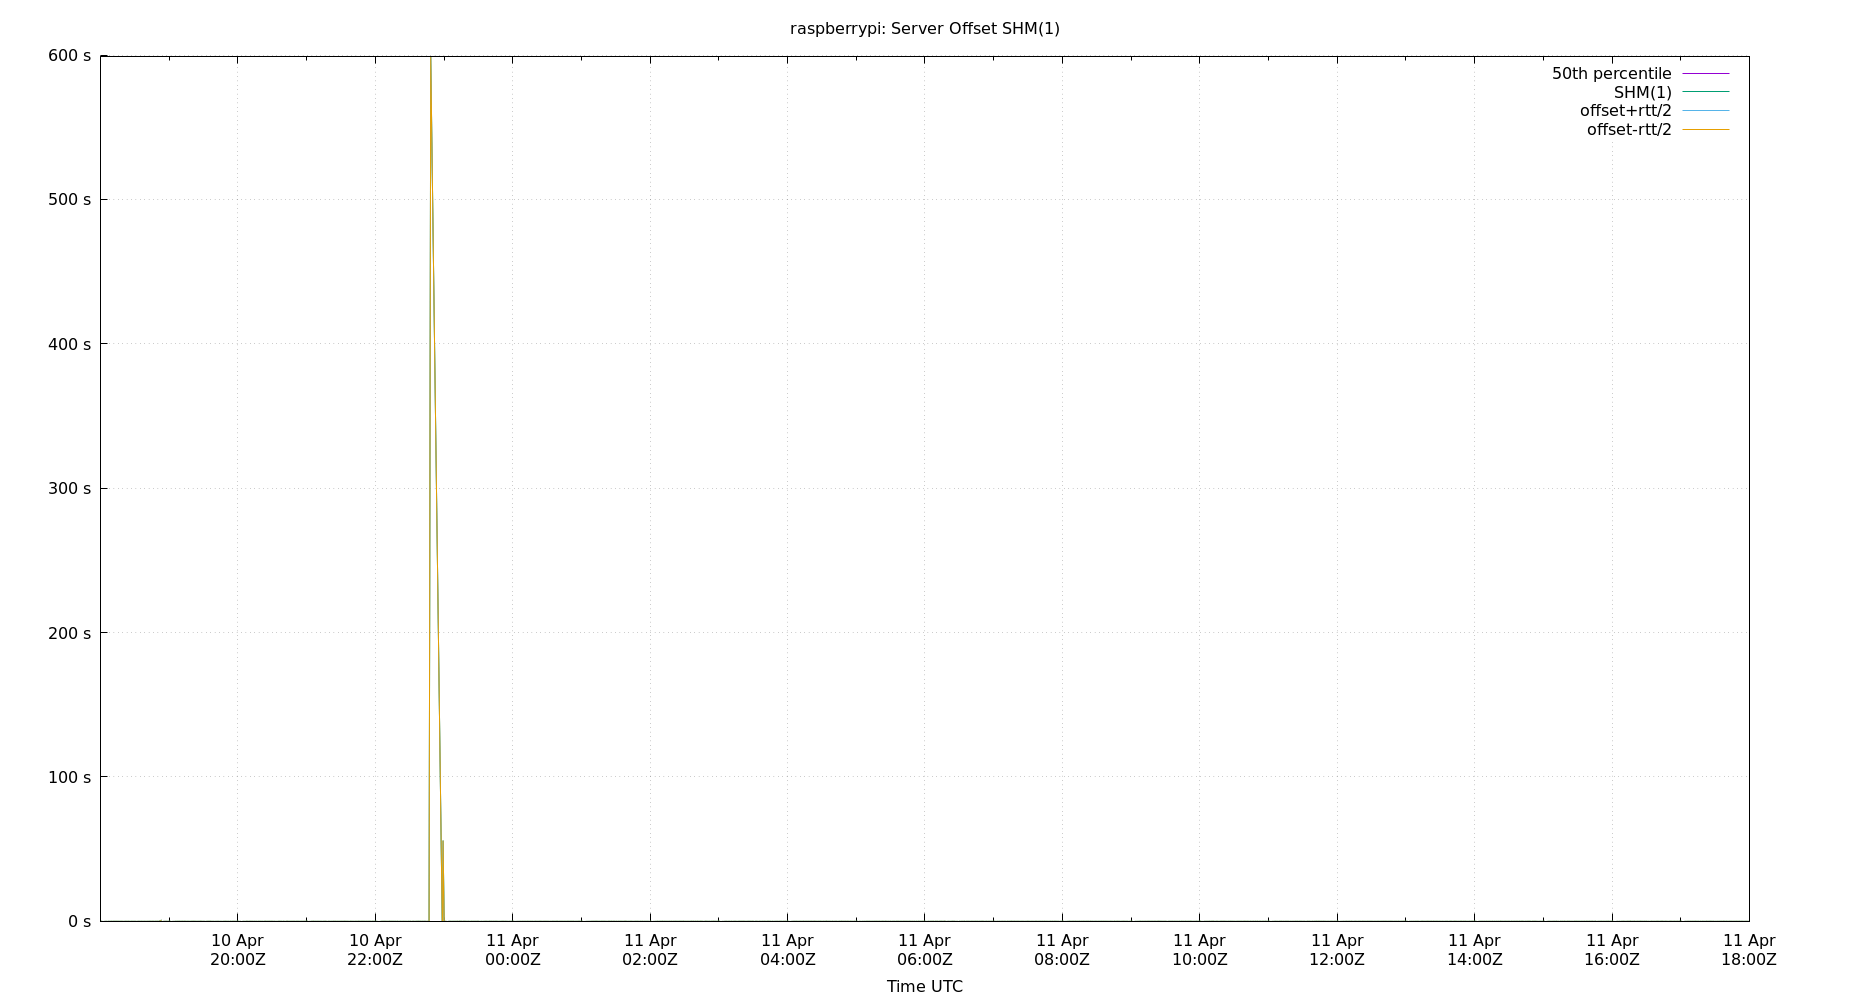 raspberrypi: Server Offset SHM(1)
600 s
500 s
400 s
300 s
200 s
100 s
0 s
50th percentile
SHM(1)
offset+rtt/2
offset-rtt/2
10 Apr 10 Apr 11 Apr 11 Apr 11 Apr 11 Apr 11 Apr 11 Apr 11 Apr 11 Apr 11 Apr 11 Apr
20:00Z 22:00Z 00:00Z 02:00Z 04:00Z 06:00Z 08:00Z 10:00Z 12:00Z 14:00Z 16:00Z 18:00Z
Time UTC